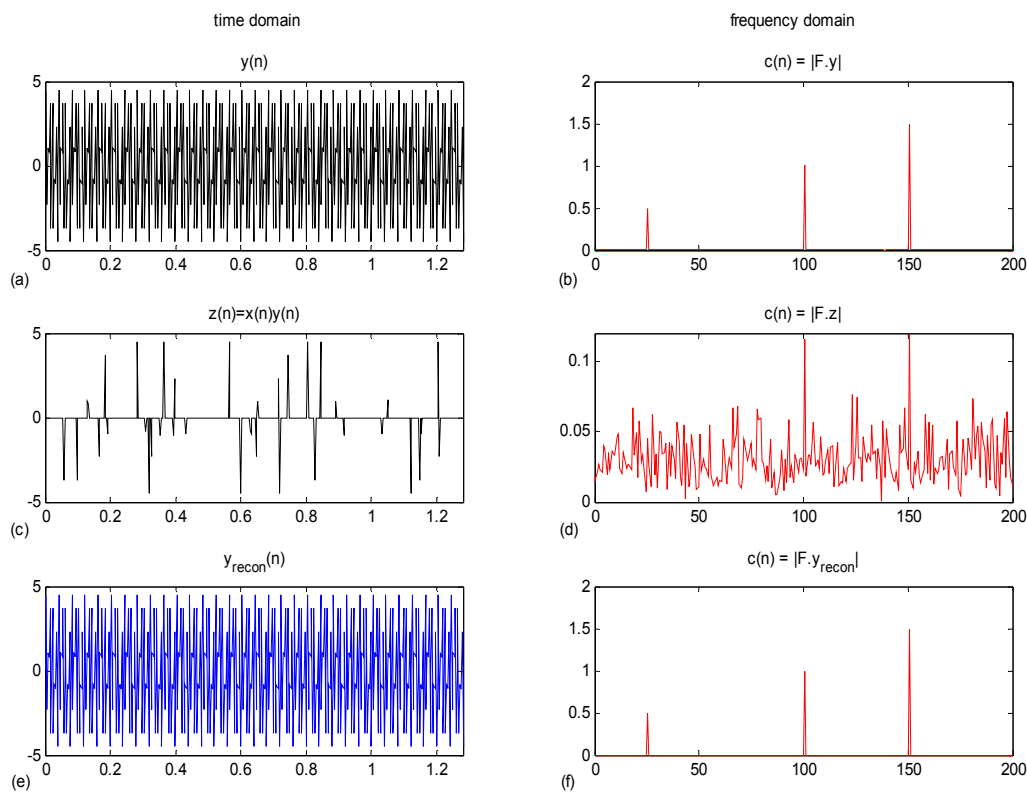 time domain
frequency domain
y(n)
c(n) = |F.y|
5
0
-5
0 0.2 0.4 0.6 0.8 1 1.2
(a)
2
1.5
1
0.5
0
0 50 100 150 200
(b)
z(n)=x(n)y(n)
c(n) = |F.z|
5
0
-5
0 0.2 0.4 0.6 0.8 1 1.2
(c)
0.1
0.05
0
0 50 100 150 200
(d)
yrecon(n)
c(n) = |F.yrecon|
5
0
-5
0 0.2 0.4 0.6 0.8 1 1.2
(e)
2
1.5
1
0.5
0
0 50 100 150 200
(f)